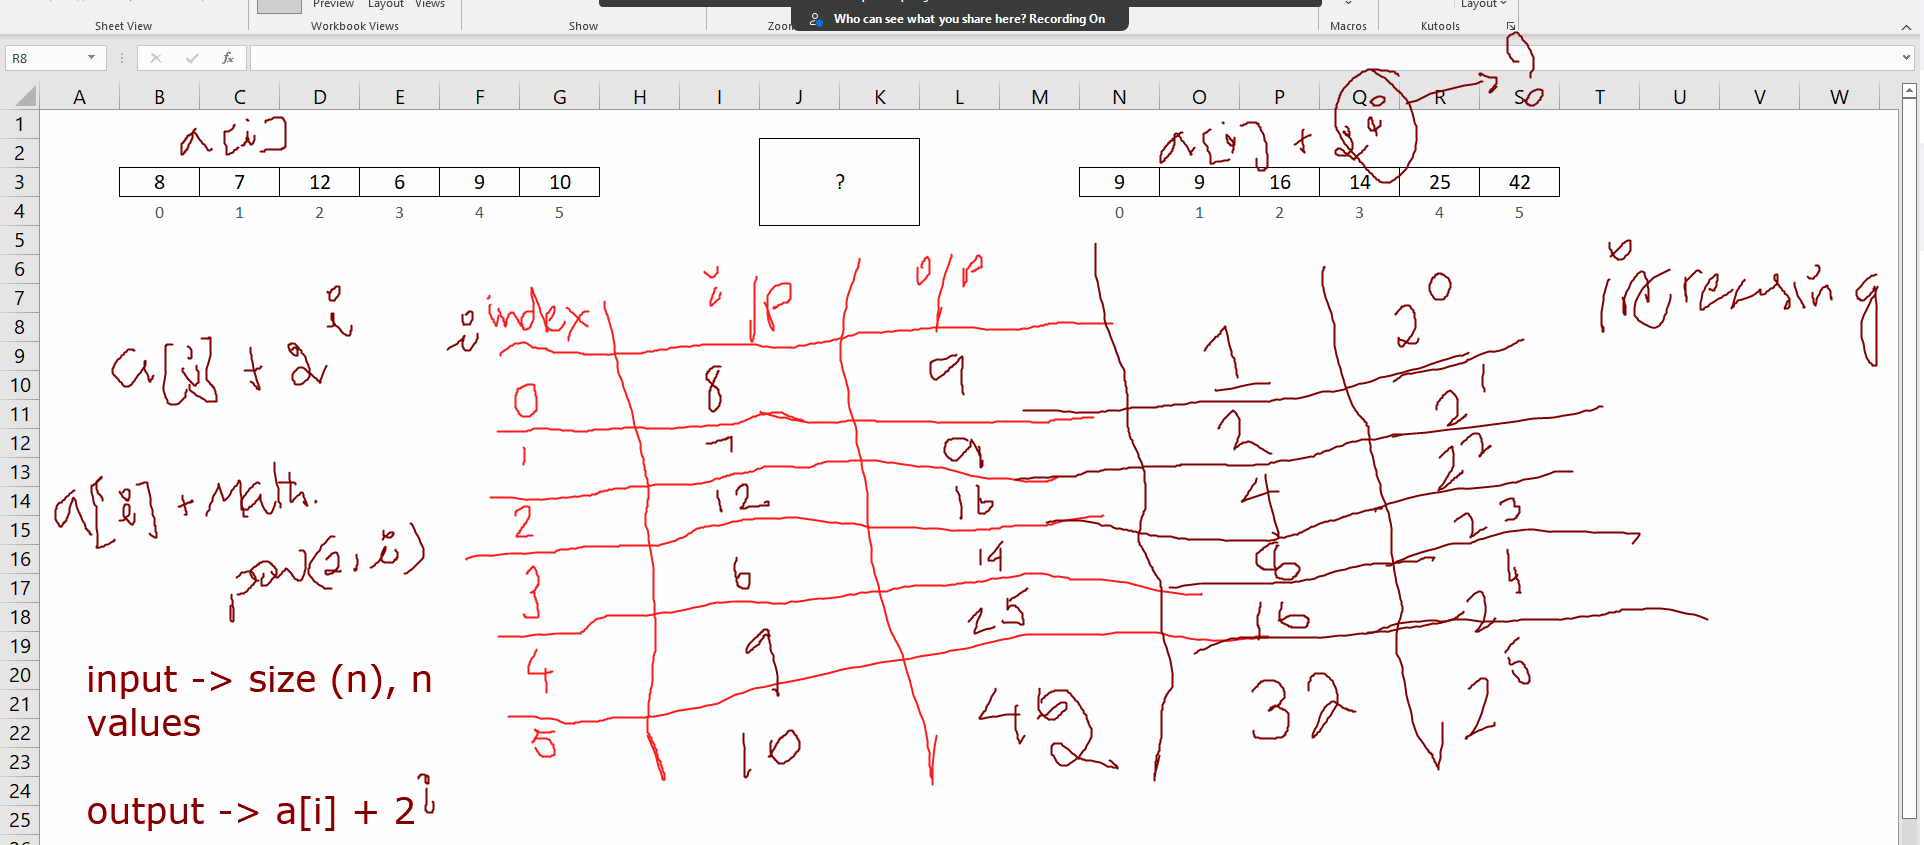 Preview Layout Views Layout
Sheet View Workbook Views Show Zoom Macros Kutools
Who can see what you share here? Recording On
R8 fx
A B C D E F G H I J K L M N O P Q R S T U V W
1
2
3
4
5
6
7
8
9
10
11
12
13
14
15
16
17
18
19
20
21
22
23
24
25
a[i] a[i] + 2^i
8 7 12 6 9 10 ? 9 9 16 14 25 42
0 1 2 3 4 5 0 1 2 3 4 5
i index i/p o/p increasing
0 8 9 1 2^0
1 7 9 2 2^1
2 12 16 4 2^2
3 6 14 8 2^3
4 9 25 16 2^4
5 10 42 32 2^5
a[i] + 2^i
a[i] + Math.
pow(2, i)
input -> size (n), n
values
output -> a[i] + 2^i